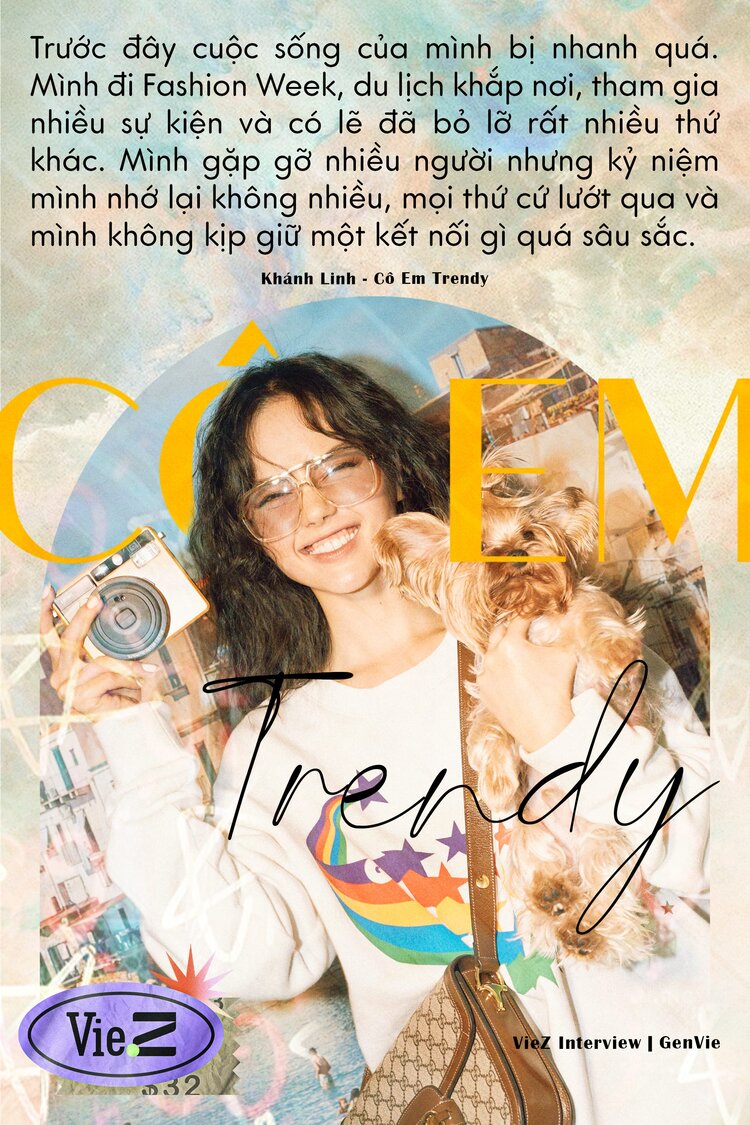 Trước đây cuộc sống của mình bị nhanh quá.
Mình đi Fashion Week, du lịch khắp nơi, tham gia
nhiều sự kiện và có lẽ đã bỏ lỡ rất nhiều thứ
khác. Mình gặp gỡ nhiều người nhưng kỷ niệm
mình nhớ lại không nhiều, mọi thứ cứ lướt qua và
mình không kịp giữ một kết nối gì quá sâu sắc.
Khánh Linh - Cô Em Trendy
CÔ EM
Trendy
VieZ
$32
VieZ Interview | GenVie